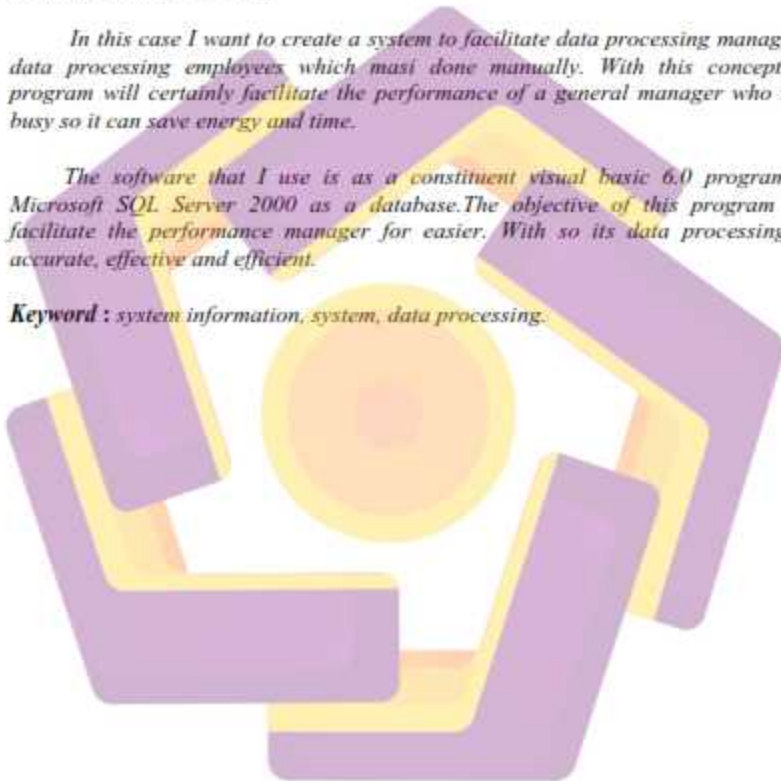 In this case I want to create a system to facilitate data processing manag
data processing employees which masi done manually. With this concept
program will certainly facilitate the performance of a general manager who
busy so it can save energy and time.
The software that I use is as a constituent visual basic 6.0 program
Microsoft SQL Server 2000 as a database.The objective of this program
facilitate the performance manager for easier. With so its data processing
accurate, effective and efficient.
Keyword : system information, system, data processing.